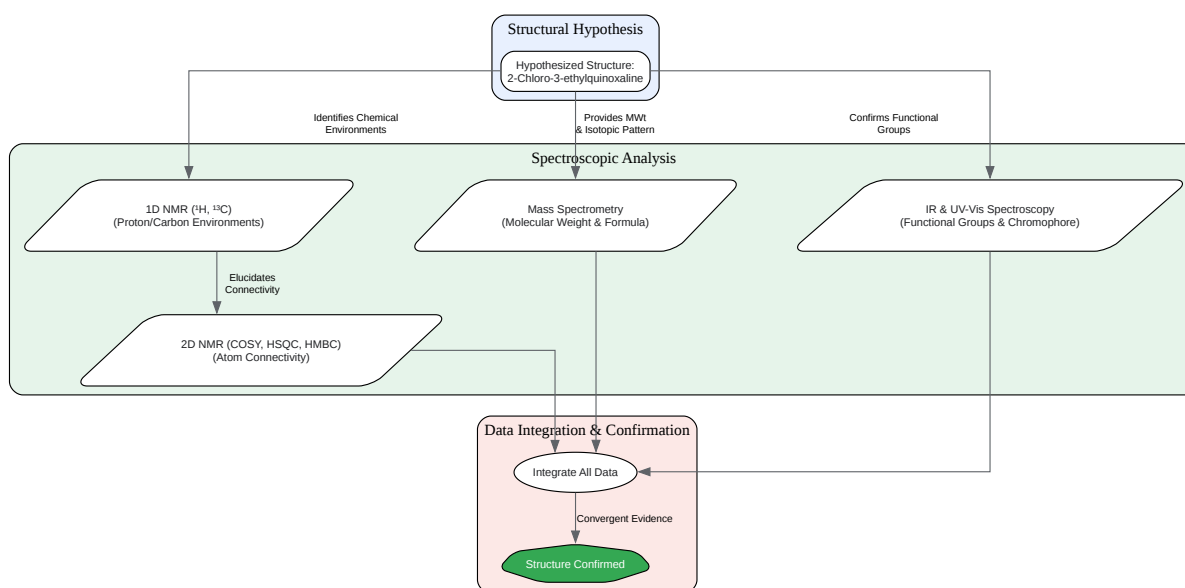 Structural Hypothesis
Hypothesized Structure:
2-Chloro-3-ethylquinoxaline
Identifies Chemical
Environments
Provides MWt
& Isotopic Pattern
Confirms Functional
Groups
Spectroscopic Analysis
1D NMR (¹H, ¹³C)
(Proton/Carbon Environments)
Mass Spectrometry
(Molecular Weight & Formula)
IR & UV-Vis Spectroscopy
(Functional Groups & Chromophore)
Elucidates
Connectivity
2D NMR (COSY, HSQC, HMBC)
(Atom Connectivity)
Data Integration & Confirmation
Integrate All Data
Convergent Evidence
Structure Confirmed